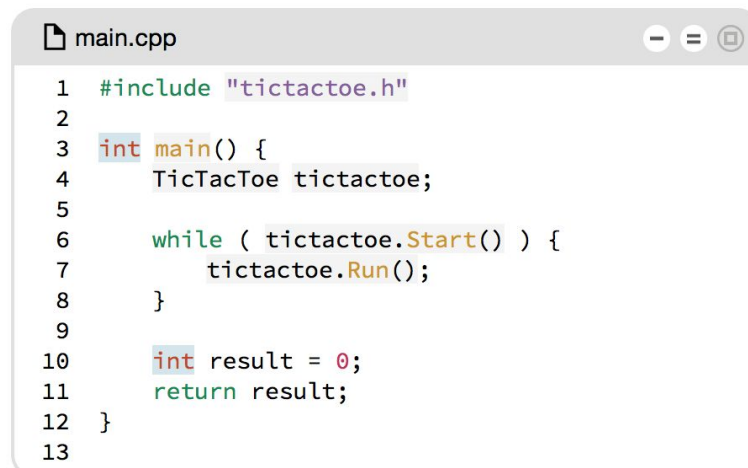 main.cpp
1 #include "tictactoe.h"
2
3 int main() {
4     TicTacToe tictactoe;
5
6     while ( tictactoe.Start() ) {
7         tictactoe.Run();
8     }
9
10     int result = 0;
11     return result;
12 }
13